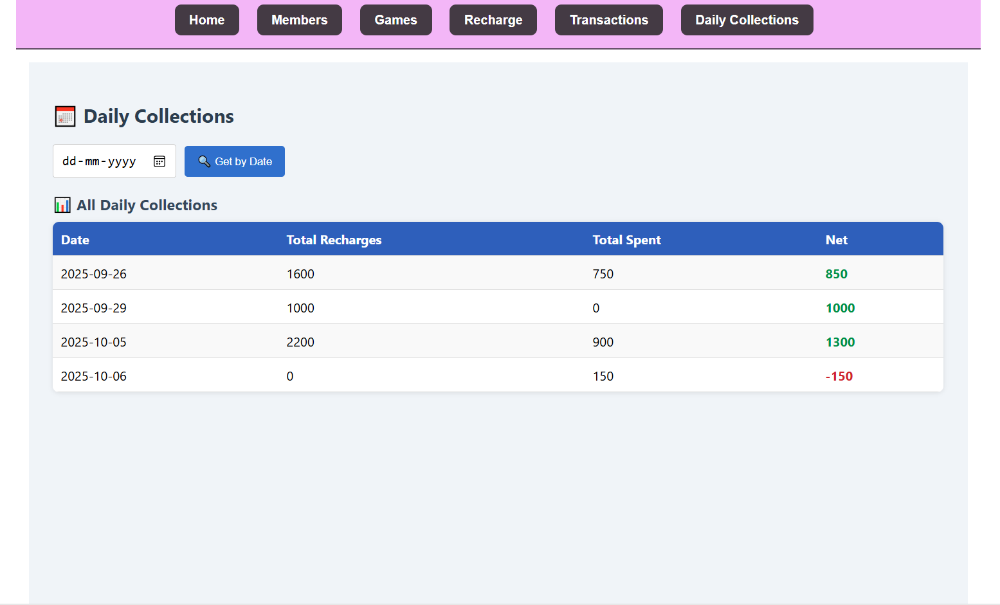 Home Members Games Recharge Transactions Daily Collections
Daily Collections
dd-mm-yyyy Get by Date
All Daily Collections
Date Total Recharges Total Spent Net
2025-09-26 1600 750 850
2025-09-29 1000 0 1000
2025-10-05 2200 900 1300
2025-10-06 0 150 -150